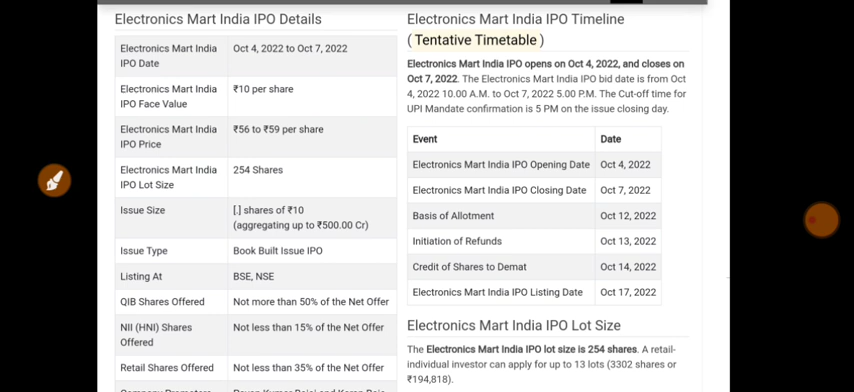 Electronics Mart India IPO Details
Electronics Mart India
IPO Date
Oct 4, 2022 to Oct 7, 2022
Electronics Mart India
IPO Face Value
₹10 per share
Electronics Mart India
IPO Price
₹56 to ₹59 per share
Electronics Mart India
IPO Lot Size
254 Shares
Issue Size
[.] shares of ₹10
(aggregating up to ₹500.00 Cr)
Issue Type
Book Built Issue IPO
Listing At
BSE, NSE
QIB Shares Offered
Not more than 50% of the Net Offer
NII (HNI) Shares
Offered
Not less than 15% of the Net Offer
Retail Shares Offered
Not less than 35% of the Net Offer
Electronics Mart India IPO Timeline
(Tentative Timetable)
Electronics Mart India IPO opens on Oct 4, 2022, and closes on
Oct 7, 2022. The Electronics Mart India IPO bid date is from Oct
4, 2022 10.00 A.M. to Oct 7, 2022 5.00 P.M. The Cut-off time for
UPI Mandate confirmation is 5 PM on the issue closing day.
Event Date
Electronics Mart India IPO Opening Date Oct 4, 2022
Electronics Mart India IPO Closing Date Oct 7, 2022
Basis of Allotment Oct 12, 2022
Initiation of Refunds Oct 13, 2022
Credit of Shares to Demat Oct 14, 2022
Electronics Mart India IPO Listing Date Oct 17, 2022
Electronics Mart India IPO Lot Size
The Electronics Mart India IPO lot size is 254 shares. A retail-
individual investor can apply for up to 13 lots (3302 shares or
₹194,818).